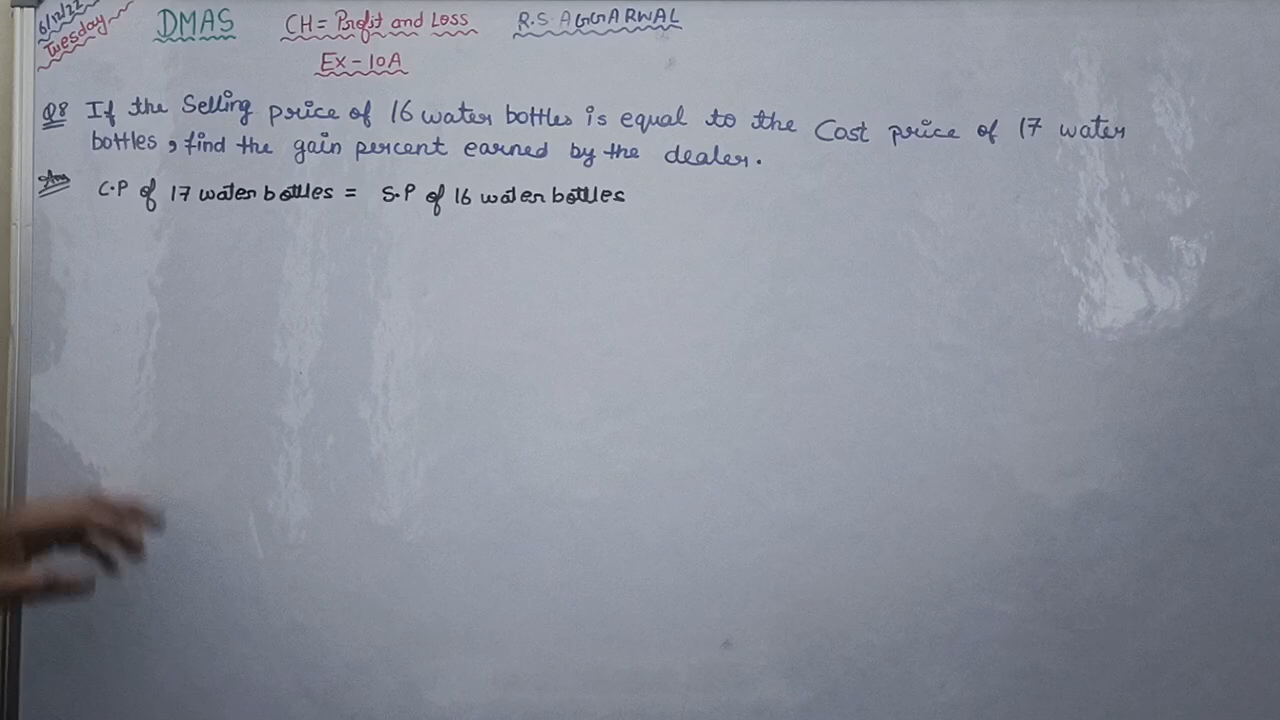 6/12/22
Tuesday
DMAS CH = Profit and Loss R.S. AGGARWAL
Ex - 10A
Q8 If the Selling price of 16 water bottles is equal to the Cost price of 17 water
bottles, find the gain percent earned by the dealer.
Ans C.P of 17 water bottles = S.P of 16 water bottles